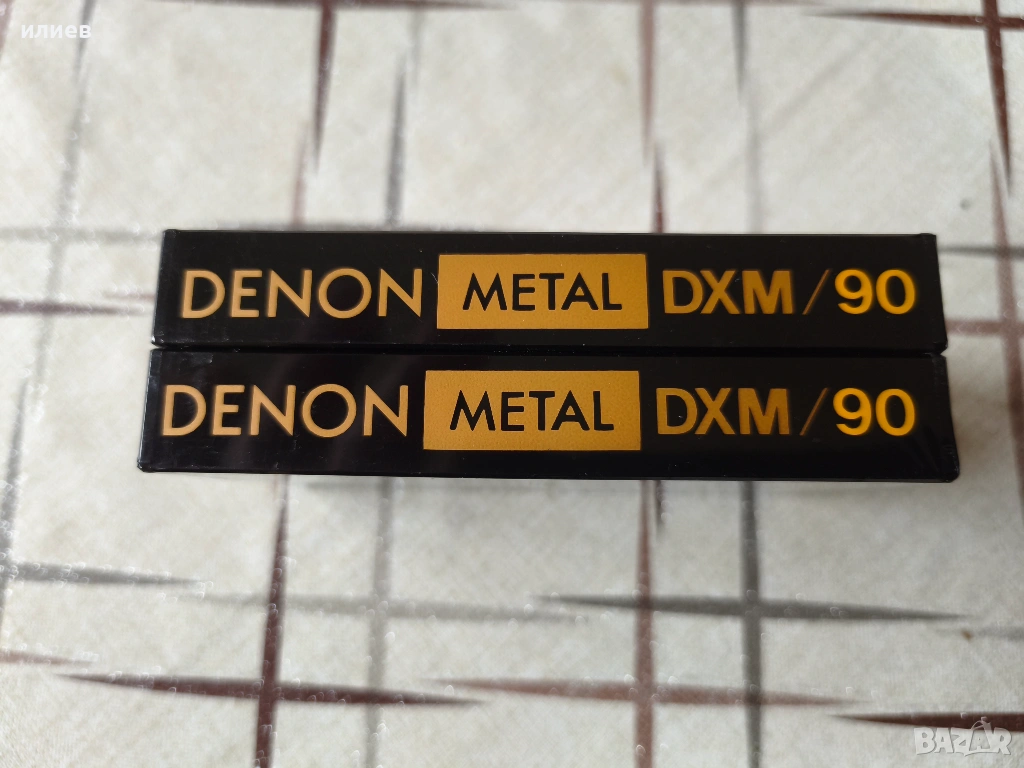 илиев
DENON METAL DXM/90
DENON METAL DXM/90
BAZAR